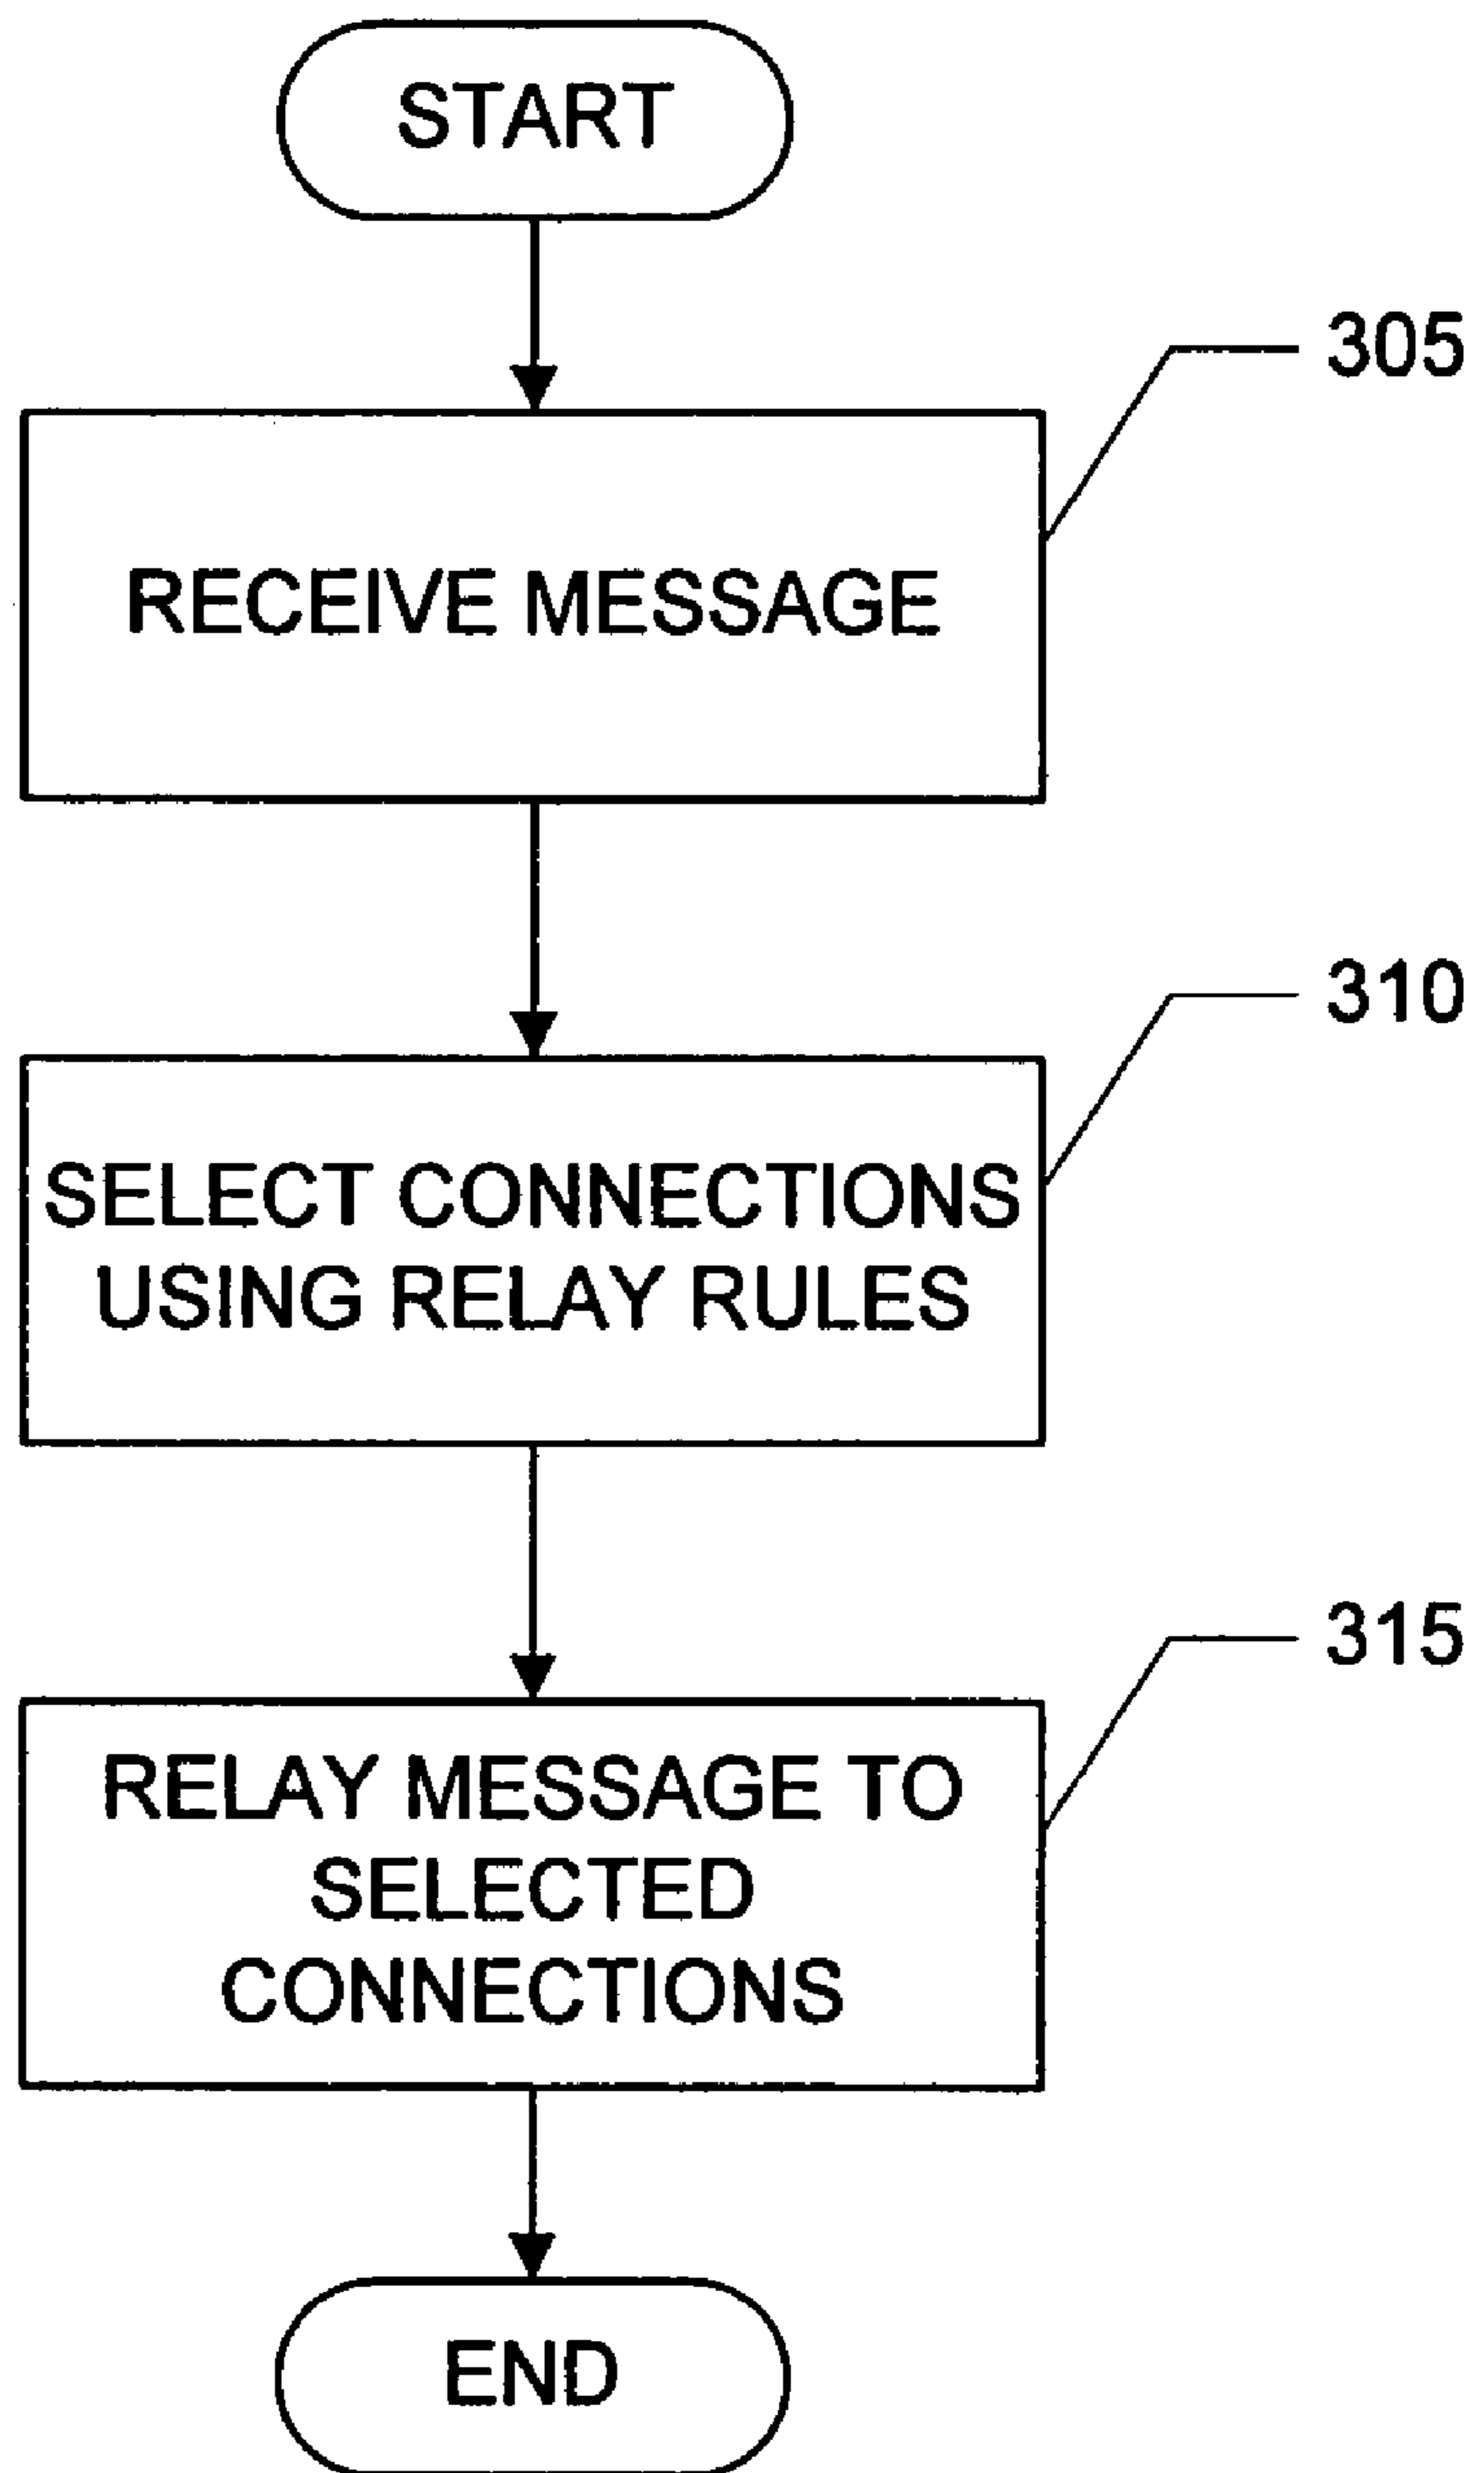 START
305
RECEIVE MESSAGE
310
SELECT CONNECTIONS
USING RELAY RULES
315
RELAY MESSAGE TO
SELECTED
CONNECTIONS
END